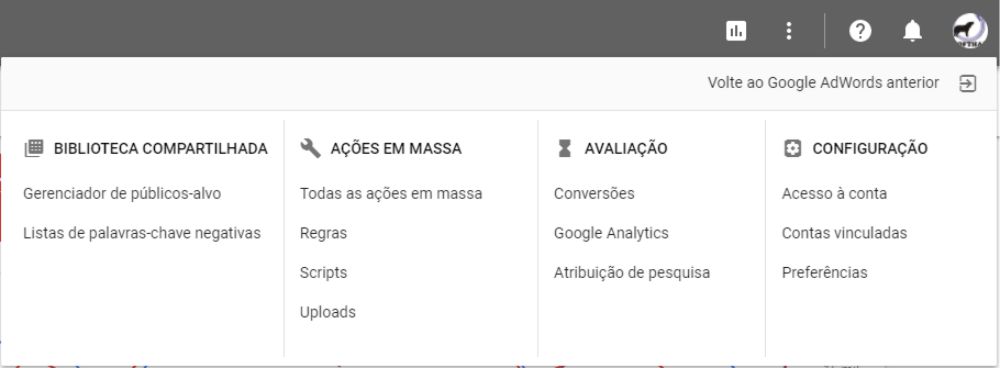 Volte ao Google AdWords anterior
BIBLIOTECA COMPARTILHADA
Gerenciador de públicos-alvo
Listas de palavras-chave negativas
AÇÕES EM MASSA
Todas as ações em massa
Regras
Scripts
Uploads
AVALIAÇÃO
Conversões
Google Analytics
Atribuição de pesquisa
CONFIGURAÇÃO
Acesso à conta
Contas vinculadas
Preferências